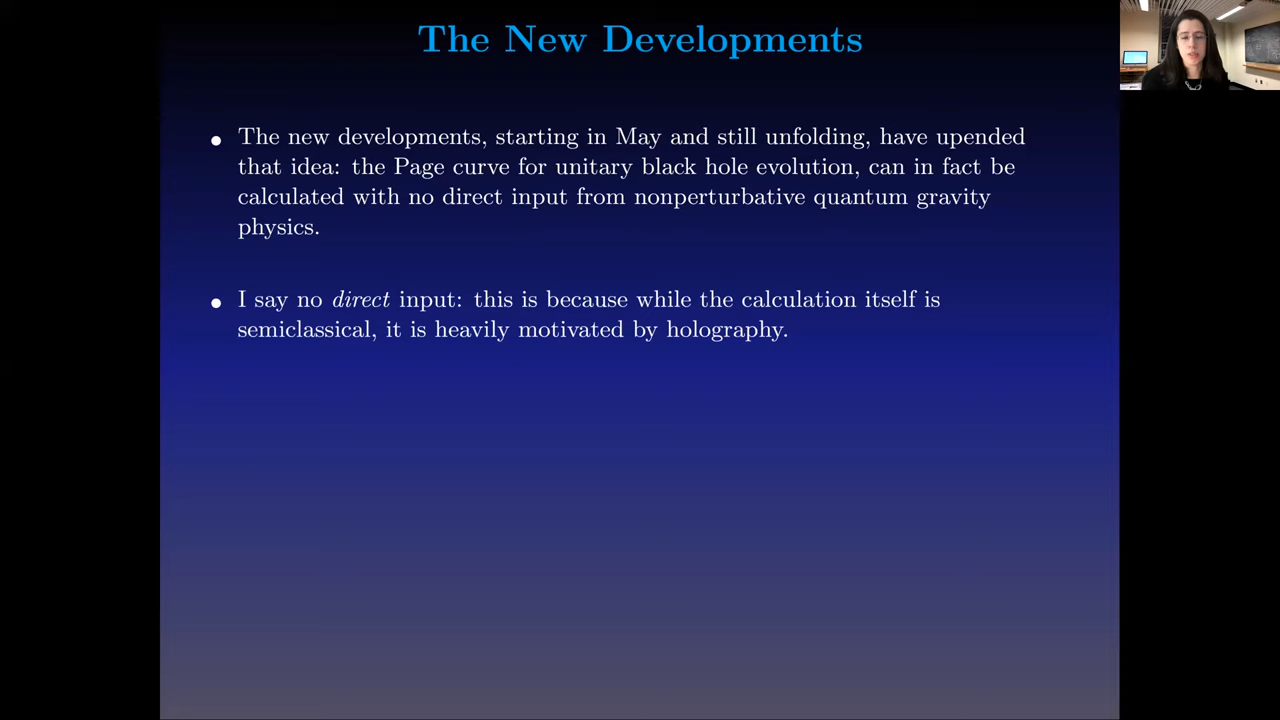 The New Developments
• The new developments, starting in May and still unfolding, have upended
that idea: the Page curve for unitary black hole evolution, can in fact be
calculated with no direct input from nonperturbative quantum gravity
physics.
• I say no direct input: this is because while the calculation itself is
semiclassical, it is heavily motivated by holography.